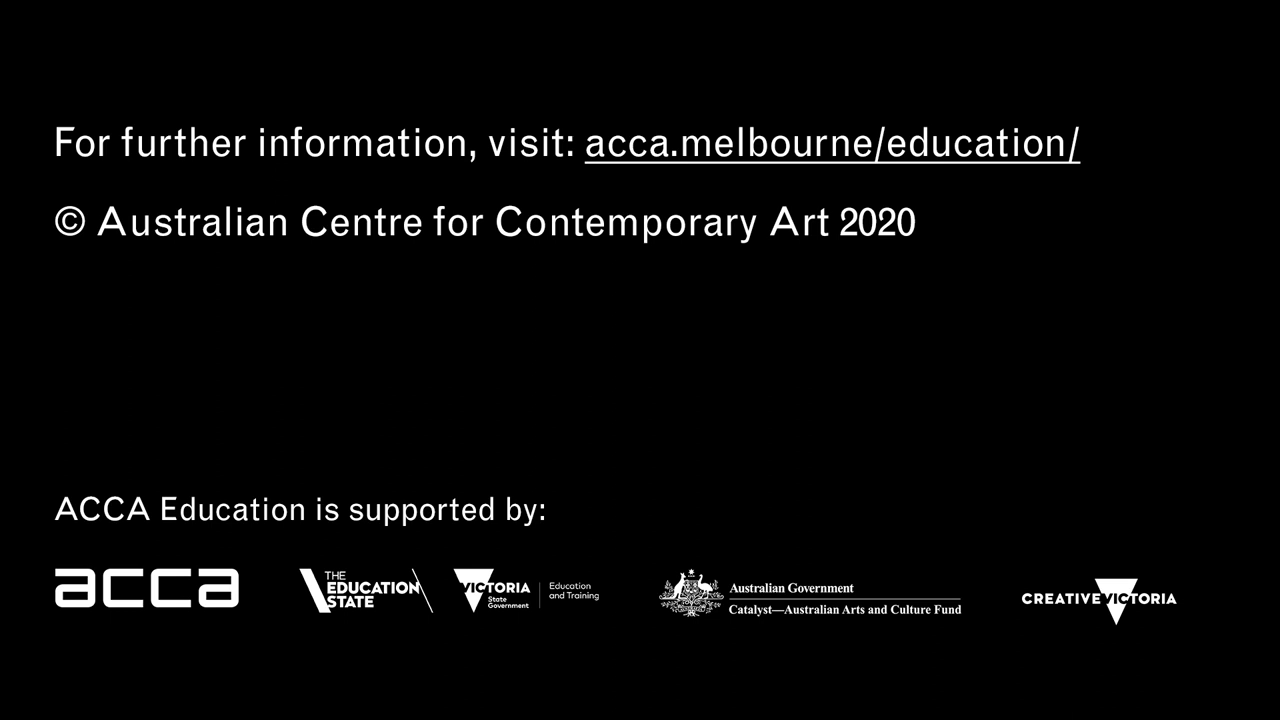 For further information, visit: acca.melbourne/education/
© Australian Centre for Contemporary Art 2020
ACCA Education is supported by:
acca
THE
EDUCATION
STATE
VICTORIA
State
Government
Education
and Training
Australian Government
Catalyst—Australian Arts and Culture Fund
CREATIVE VICTORIA